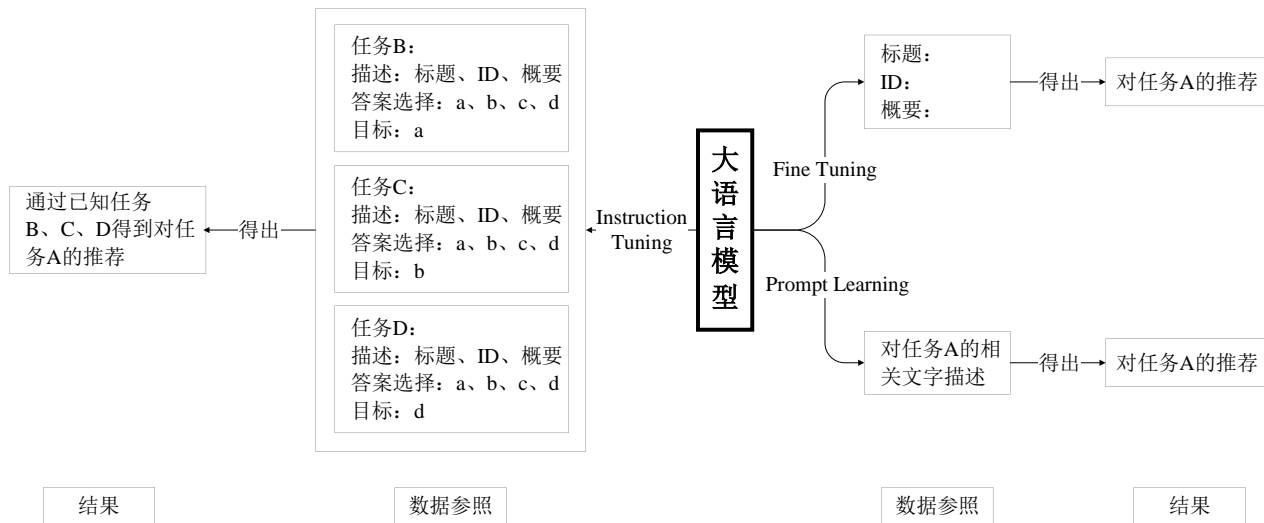 任务B：
描述：标题、ID、概要
答案选择：a、b、c、d
目标：a
任务C：
描述：标题、ID、概要
答案选择：a、b、c、d
目标：b
任务D：
描述：标题、ID、概要
答案选择：a、b、c、d
目标：d
通过已知任务
B、C、D得到对任
务A的推荐
得出
Instruction
Tuning
大
语
言
模
型
Fine Tuning
Prompt Learning
标题：
ID：
概要：
得出
对任务A的推荐
对任务A的相
关文字描述
得出
对任务A的推荐
结果
数据参照
数据参照
结果